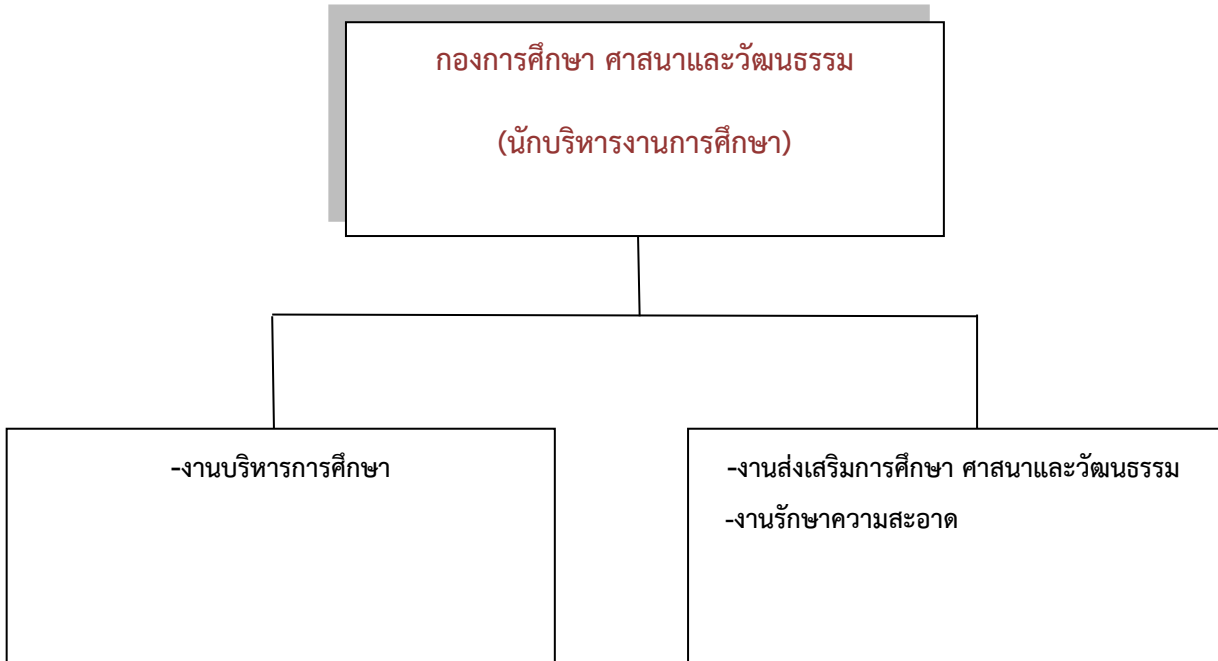 กองการศึกษา ศาสนาและวัฒนธรรม
(นักบริหารงานการศึกษา)
-งานบริหารการศึกษา
-งานส่งเสริมการศึกษา ศาสนาและวัฒนธรรม
-งานรักษาความสะอาด